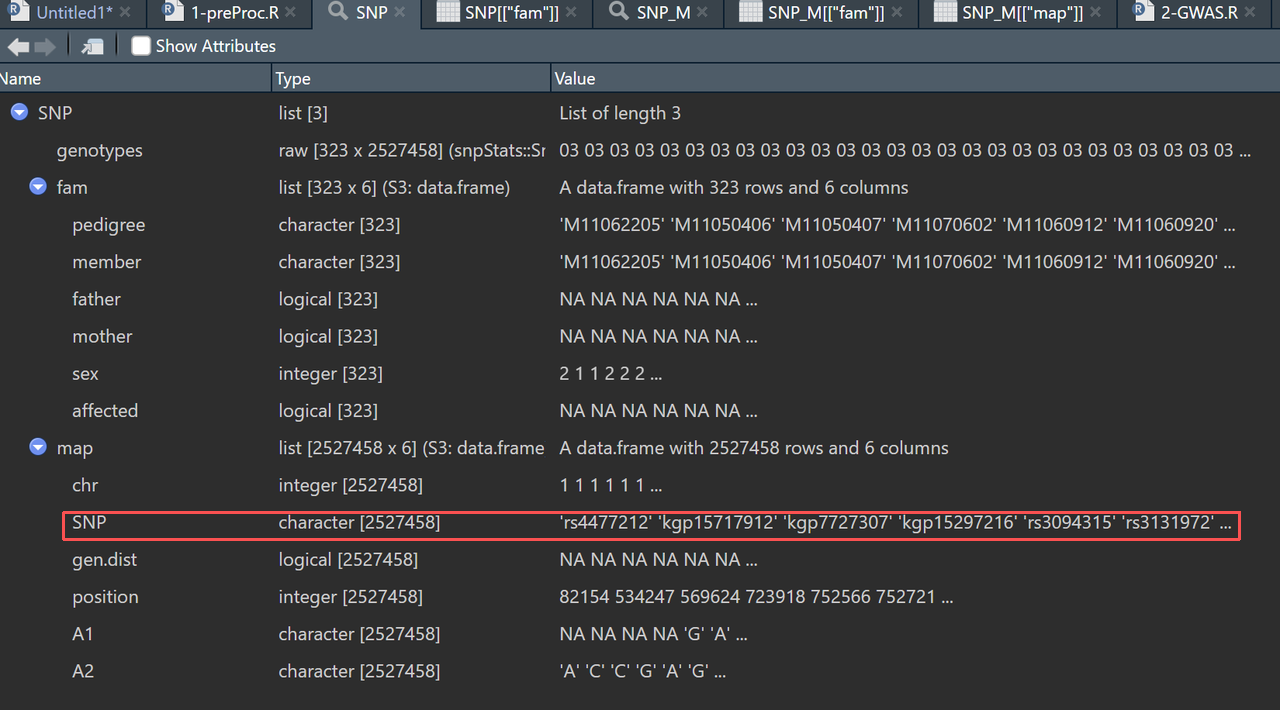 Untitled1* × 1-preProc.R × SNP × SNP[["fam"]] × SNP_M × SNP_M[["fam"]] × SNP_M[["map"]] × 2-GWAS.R ×
Show Attributes
Name Type Value
SNP list [3] List of length 3
genotypes raw [323 x 2527458] (snpStats::Sr 03 03 03 03 03 03 03 03 03 03 03 03 03 03 03 03 03 03 03 03 03 03 03 03 03 03 03 ...
fam list [323 x 6] (S3: data.frame) A data.frame with 323 rows and 6 columns
pedigree character [323] 'M11062205' 'M11050406' 'M11050407' 'M11070602' 'M11060912' 'M11060920' ...
member character [323] 'M11062205' 'M11050406' 'M11050407' 'M11070602' 'M11060912' 'M11060920' ...
father logical [323] NA NA NA NA NA NA ...
mother logical [323] NA NA NA NA NA NA ...
sex integer [323] 2 1 1 2 2 2 ...
affected logical [323] NA NA NA NA NA NA ...
map list [2527458 x 6] (S3: data.frame A data.frame with 2527458 rows and 6 columns
chr integer [2527458] 1 1 1 1 1 1 ...
SNP character [2527458] 'rs4477212' 'kgp15717912' 'kgp7727307' 'kgp15297216' 'rs3094315' 'rs3131972' ...
gen.dist logical [2527458] NA NA NA NA NA NA ...
position integer [2527458] 82154 534247 569624 723918 752566 752721 ...
A1 character [2527458] NA NA NA NA 'G' 'A' ...
A2 character [2527458] 'A' 'C' 'C' 'G' 'A' 'G' ...